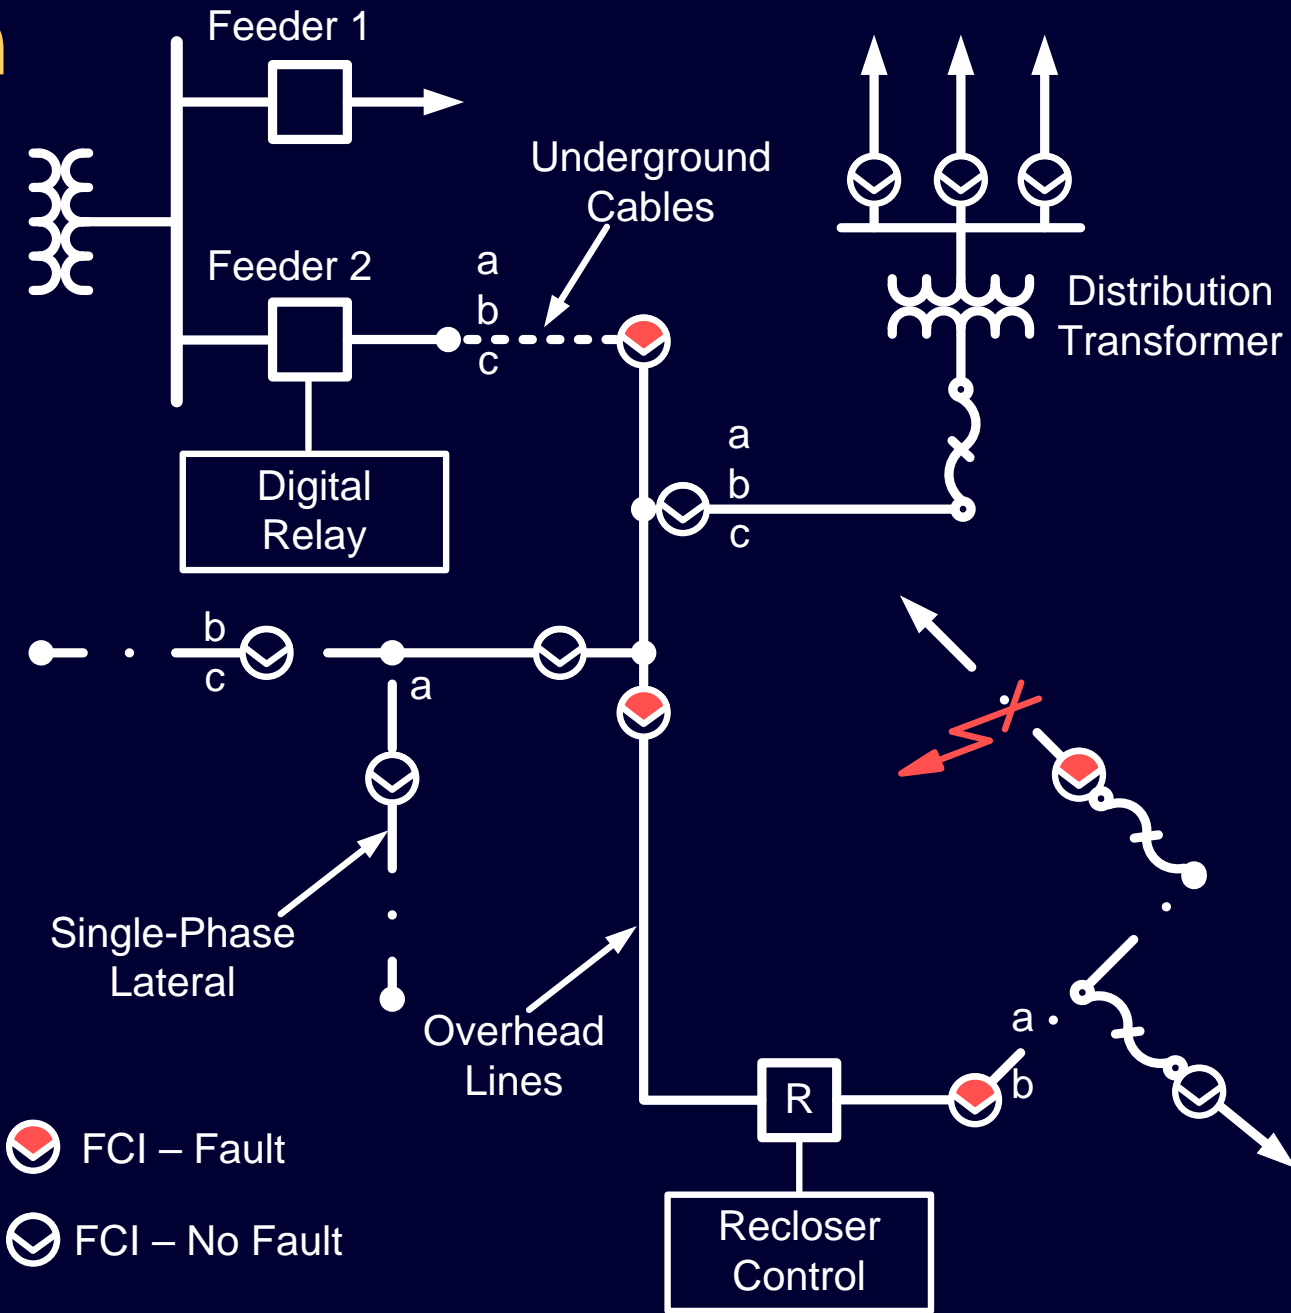 Feeder 1
Underground
Cables
Feeder 2
a
b
c
Distribution
Transformer
a
b
c
Digital
Relay
b
c
a
Single-Phase
Lateral
Overhead
Lines
a
b
R
FCI – Fault
FCI – No Fault
Recloser
Control